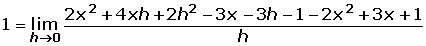 1 = lim h→0 (2x² + 4xh + 2h² − 3x − 3h − 1 − 2x² + 3x + 1) / h